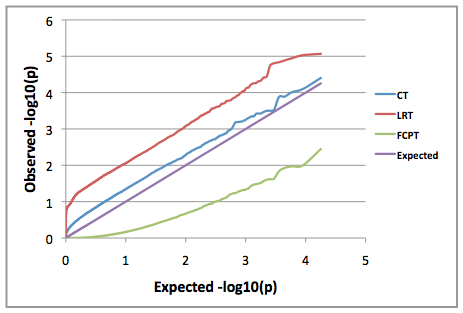 6
5
4
3
2
1
0
Observed -log10(p)
0 1 2 3 4 5
Expected -log10(p)
CT
LRT
FCPT
Expected